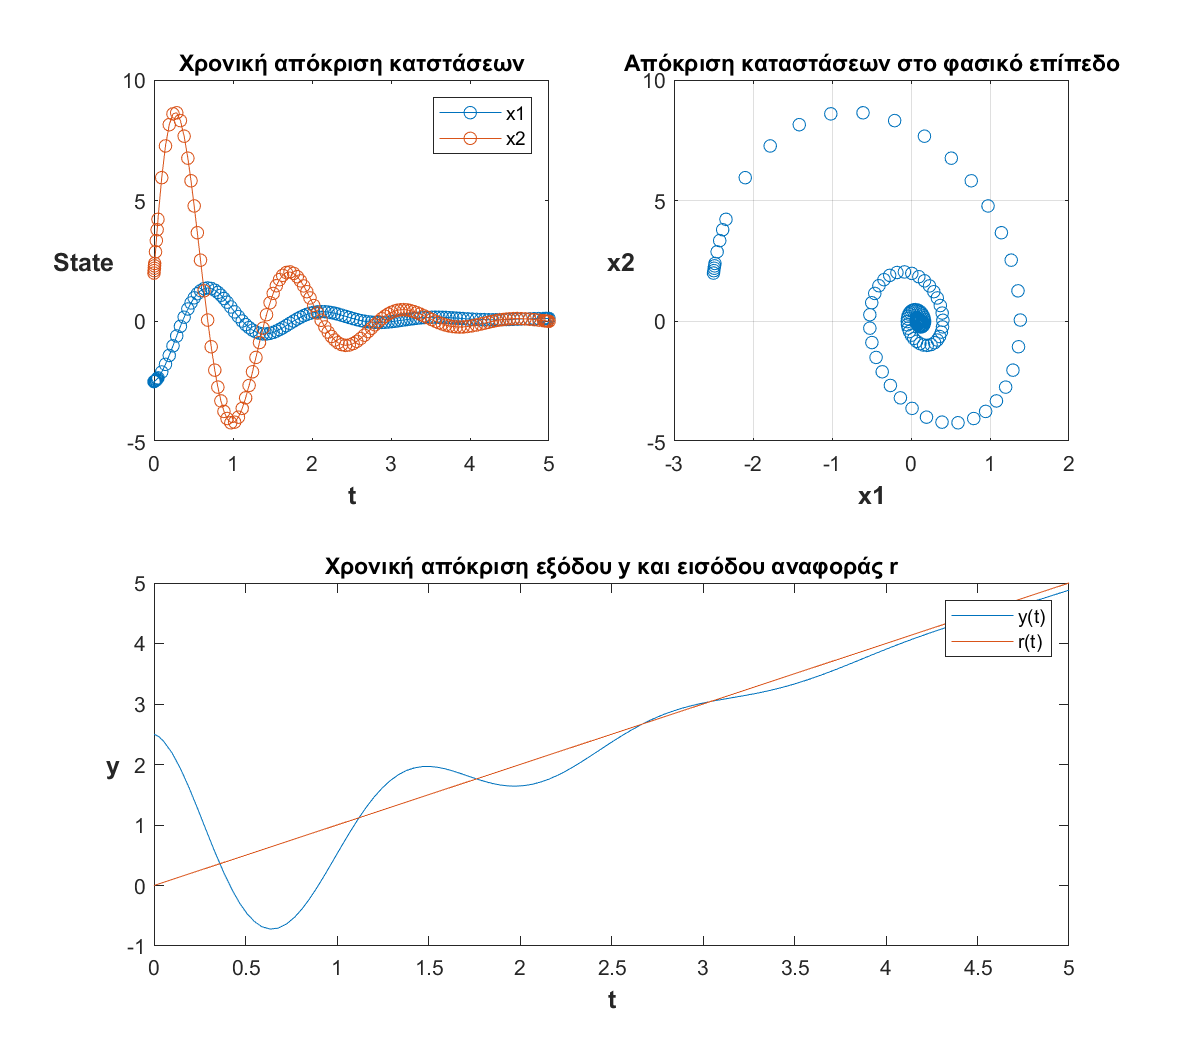 Χρονική απόκριση κατστάσεων
10
5
0
-5
State
x1
x2
0 1 2 3 4 5
t
Απόκριση καταστάσεων στο φασικό επίπεδο
10
5
0
-5
x2
-3 -2 -1 0 1 2
x1
Χρονική απόκριση εξόδου y και εισόδου αναφοράς r
5
4
3
2
1
0
-1
y
y(t)
r(t)
0 0.5 1 1.5 2 2.5 3 3.5 4 4.5 5
t